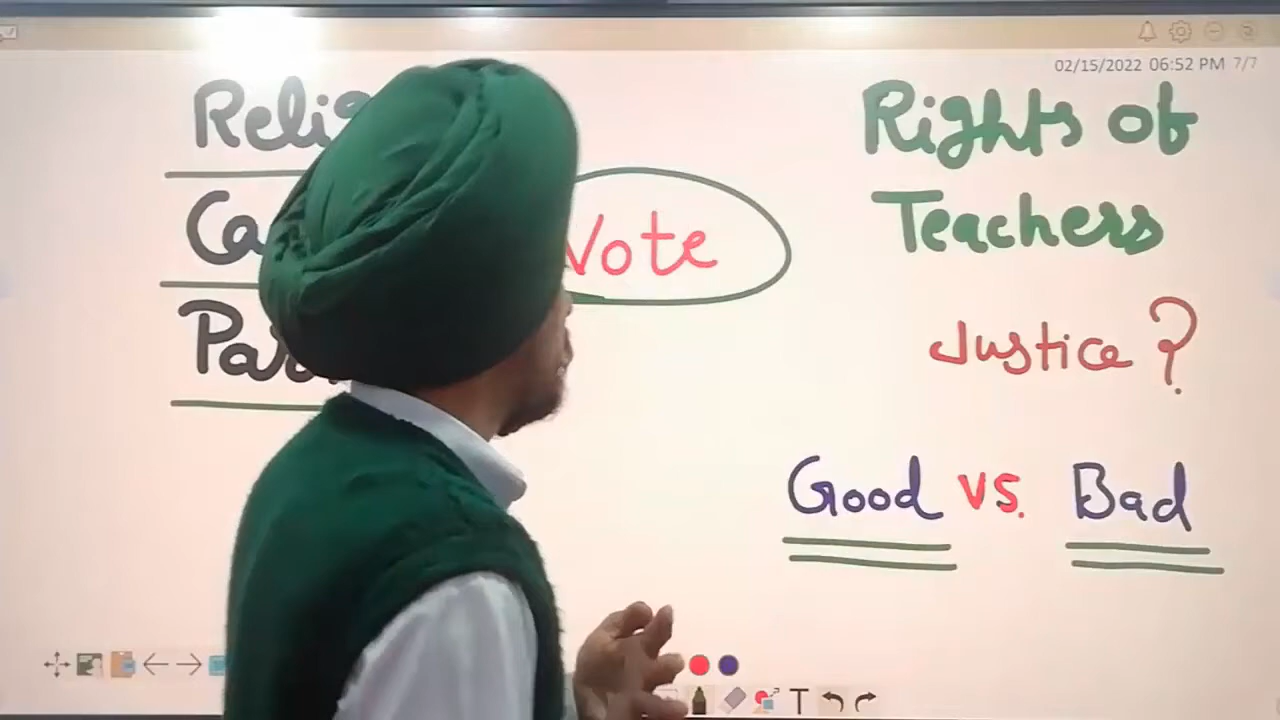 02/15/2022 06:52 PM 7/7
Rights of
Teachers
Vote
Justice ?
Good vs. Bad
T